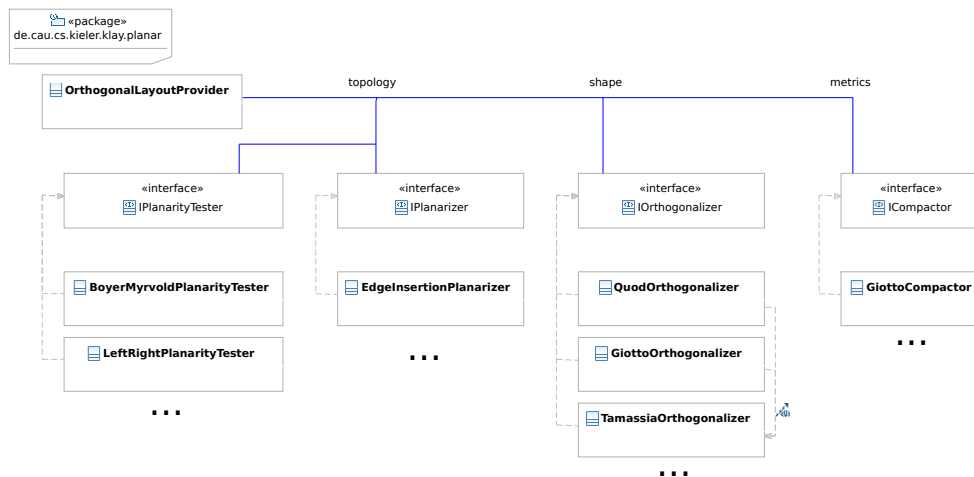 «package»
de.cau.cs.kieler.klay.planar
OrthogonalLayoutProvider
topology
shape
metrics
«interface»
IPlanarityTester
«interface»
IPlanarizer
«interface»
IOrthogonalizer
«interface»
ICompactor
BoyerMyrvoldPlanarityTester
EdgeInsertionPlanarizer
QuodOrthogonalizer
GiottoCompactor
LeftRightPlanarityTester
...
GiottoOrthogonalizer
...
...
TamassiaOrthogonalizer
...